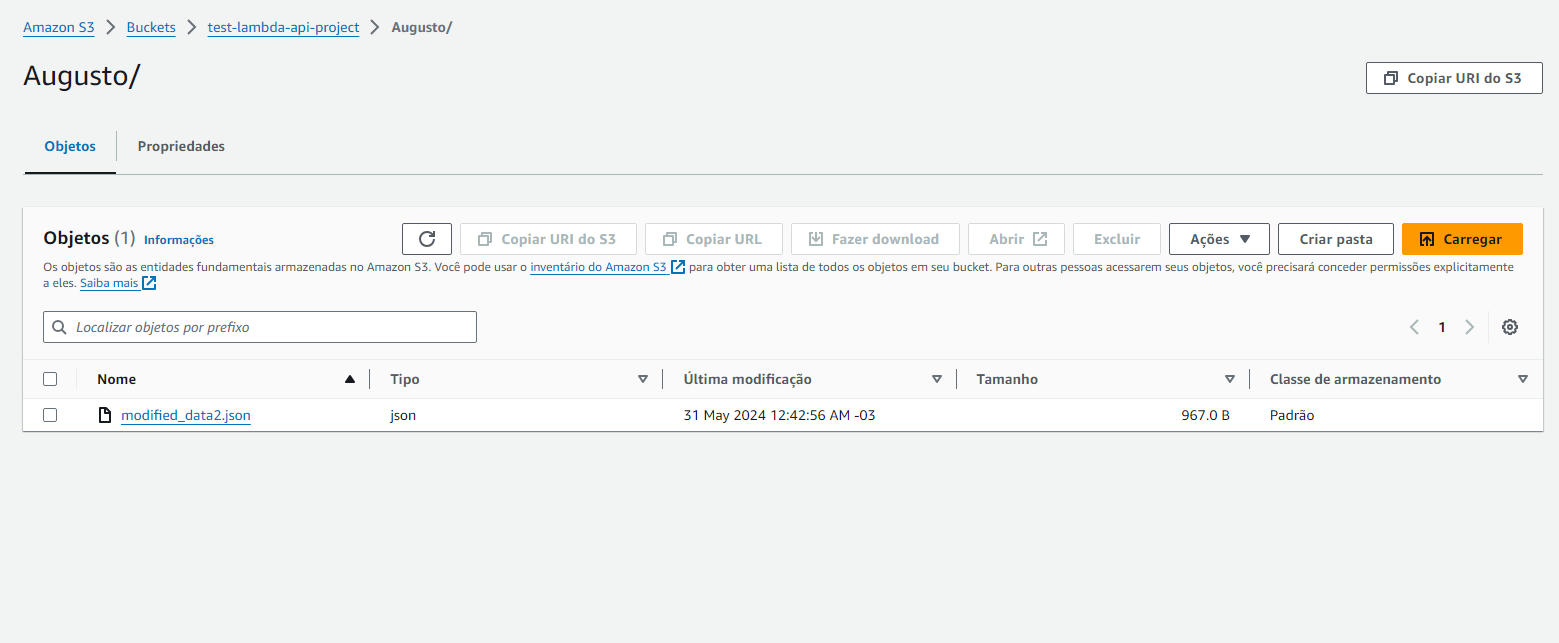 Amazon S3 > Buckets > test-lambda-api-project > Augusto/
Augusto/
Copiar URI do S3
Objetos Propriedades
Objetos (1) Informações Copiar URI do S3 Copiar URL Fazer download Abrir Excluir Ações Criar pasta Carregar
Os objetos são as entidades fundamentais armazenadas no Amazon S3. Você pode usar o inventário do Amazon S3 para obter uma lista de todos os objetos em seu bucket. Para outras pessoas acessarem seus objetos, você precisará conceder permissões explicitamente
a eles. Saiba mais
Localizar objetos por prefixo 1
Nome Tipo Última modificação Tamanho Classe de armazenamento
modified_data2.json json 31 May 2024 12:42:56 AM -03 967.0 B Padrão